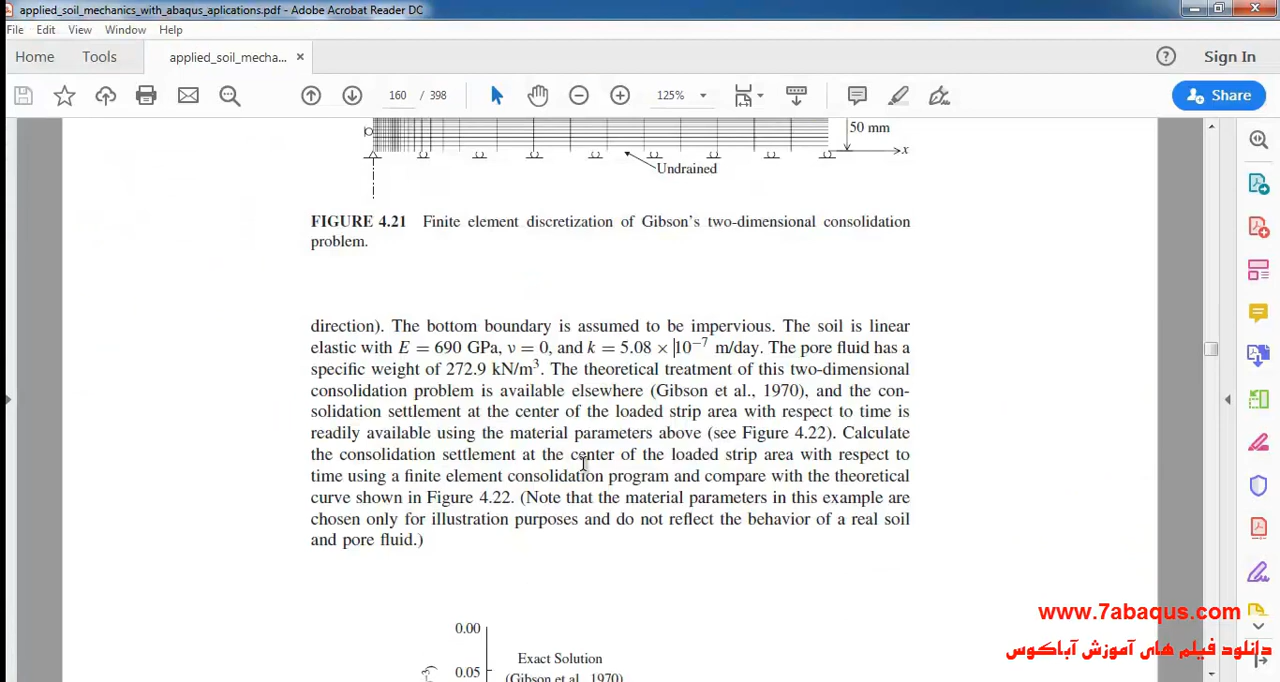 applied_soil_mechanics_with_abaqus_aplications.pdf - Adobe Acrobat Reader DC
File Edit View Window Help
Home Tools applied_soil_mecha... × Sign In
160 / 398 125% Share
50 mm
x
Undrained
FIGURE 4.21 Finite element discretization of Gibson's two-dimensional consolidation
problem.
direction). The bottom boundary is assumed to be impervious. The soil is linear
elastic with E = 690 GPa, ν = 0, and k = 5.08 × 10⁻⁷ m/day. The pore fluid has a
specific weight of 272.9 kN/m³. The theoretical treatment of this two-dimensional
consolidation problem is available elsewhere (Gibson et al., 1970), and the con-
solidation settlement at the center of the loaded strip area with respect to time is
readily available using the material parameters above (see Figure 4.22). Calculate
the consolidation settlement at the center of the loaded strip area with respect to
time using a finite element consolidation program and compare with the theoretical
curve shown in Figure 4.22. (Note that the material parameters in this example are
chosen only for illustration purposes and do not reflect the behavior of a real soil
and pore fluid.)
0.00
Exact Solution
0.05
(Gibson et al., 1970)
www.7abaqus.com
دانلود فیلم های آموزش آباکوس